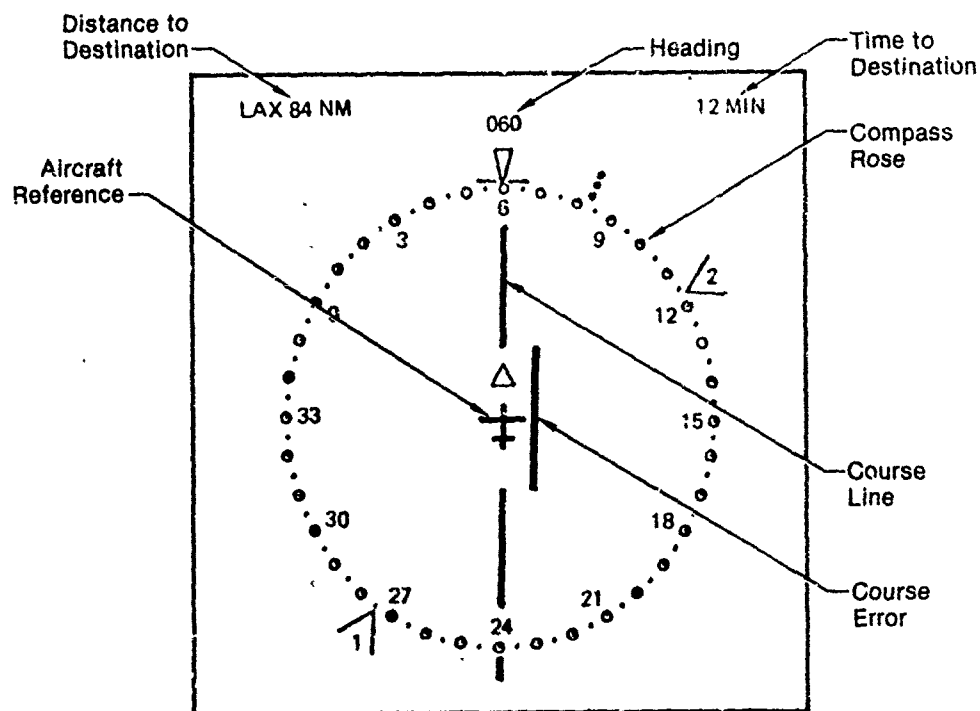 Distance to
Destination
Heading
Time to
Destination
LAX 84 NM
060
12 MIN
Compass
Rose
Aircraft
Reference
6
3
9
2
12
33
15
Course
Line
30
18
27
21
Course
Error
24
1